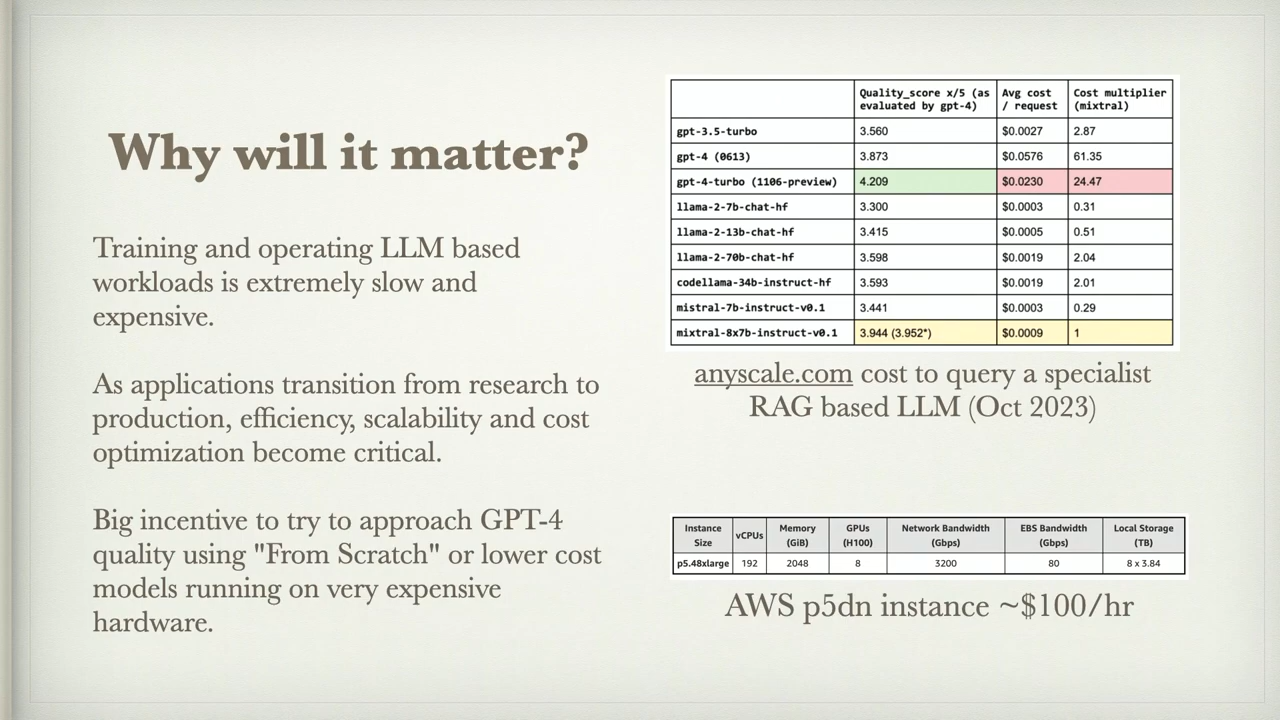 Why will it matter?
Training and operating LLM based
workloads is extremely slow and
expensive.
As applications transition from research to
production, efficiency, scalability and cost
optimization become critical.
Big incentive to try to approach GPT-4
quality using "From Scratch" or lower cost
models running on very expensive
hardware.
Quality_score x/5 (as evaluated by gpt-4) Avg cost / request Cost multiplier (mixtral)
gpt-3.5-turbo 3.560 $0.0027 2.87
gpt-4 (0613) 3.873 $0.0576 61.35
gpt-4-turbo (1106-preview) 4.209 $0.0230 24.47
llama-2-7b-chat-hf 3.300 $0.0003 0.31
llama-2-13b-chat-hf 3.415 $0.0005 0.51
llama-2-70b-chat-hf 3.598 $0.0019 2.04
codellama-34b-instruct-hf 3.593 $0.0019 2.01
mistral-7b-instruct-v0.1 3.441 $0.0003 0.29
mixtral-8x7b-instruct-v0.1 3.944 (3.952*) $0.0009 1
anyscale.com cost to query a specialist
RAG based LLM (Oct 2023)
Instance Size vCPUs Memory (GiB) GPUs (H100) Network Bandwidth (Gbps) EBS Bandwidth (Gbps) Local Storage (TB)
p5.48xlarge 192 2048 8 3200 80 8 x 3.84
AWS p5dn instance ~$100/hr